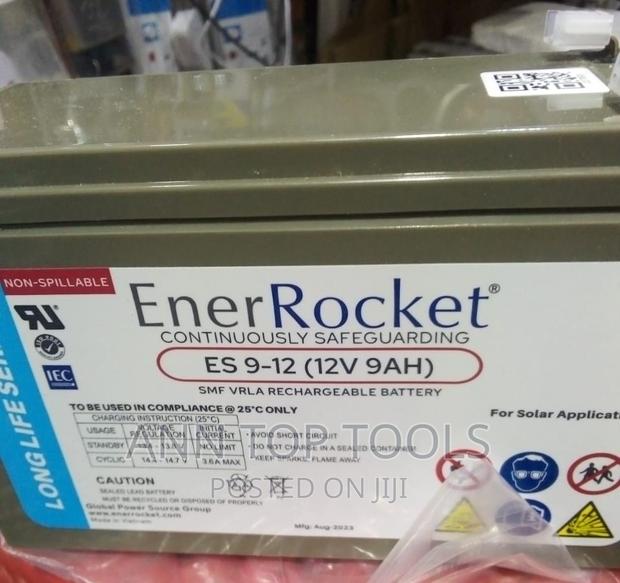 NON-SPILLABLE
EnerRocket®
CONTINUOUSLY SAFEGUARDING
ES 9-12 (12V 9AH)
SMF VRLA RECHARGEABLE BATTERY
LONG LIFE
IEC
TO BE USED IN COMPLIANCE @ 25°C ONLY
CHARGING INSTRUCTION (25°C)
USAGE VOLTAGE REGULATION INITIAL CURRENT
STANDBY NO LIMIT
CYCLIC 14.4 - 14.7 V 3.6A MAX
• AVOID SHORT CIRCUIT
• DO NOT CHARGE IN A SEALED CONTAINER
• KEEP SPARKS, FLAME AWAY
For Solar Applicati
ANN TOP TOOLS
POSTED ON JIJI
CAUTION
SEALED LEAD BATTERY
MUST BE RECYCLED OR DISPOSED OF PROPERLY
Global Power Source Group
www.enerrocket.com
Made in Vietnam
Mfg: Aug-2023